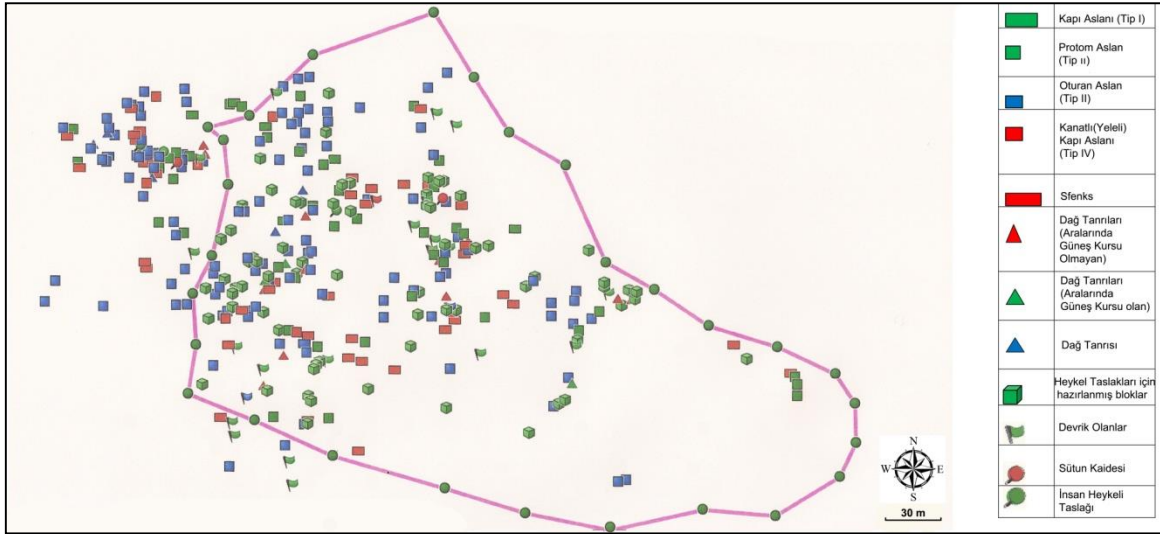 N
W E
S
30 m
Kapı Aslanı (Tip I)
Protom Aslan
(Tip ıı)
Oturan Aslan
(Tip II)
Kanatlı(Yeleli)
Kapı Aslanı
(Tip IV)
Sfenks
Dağ Tanrıları
(Aralarında
Güneş Kursu
Olmayan)
Dağ Tanrıları
(Aralarında
Güneş Kursu olan)
Dağ Tanrısı
Heykel Taslakları için
hazırlanmış bloklar
Devrik Olanlar
Sütun Kaidesi
İnsan Heykeli
Taslağı